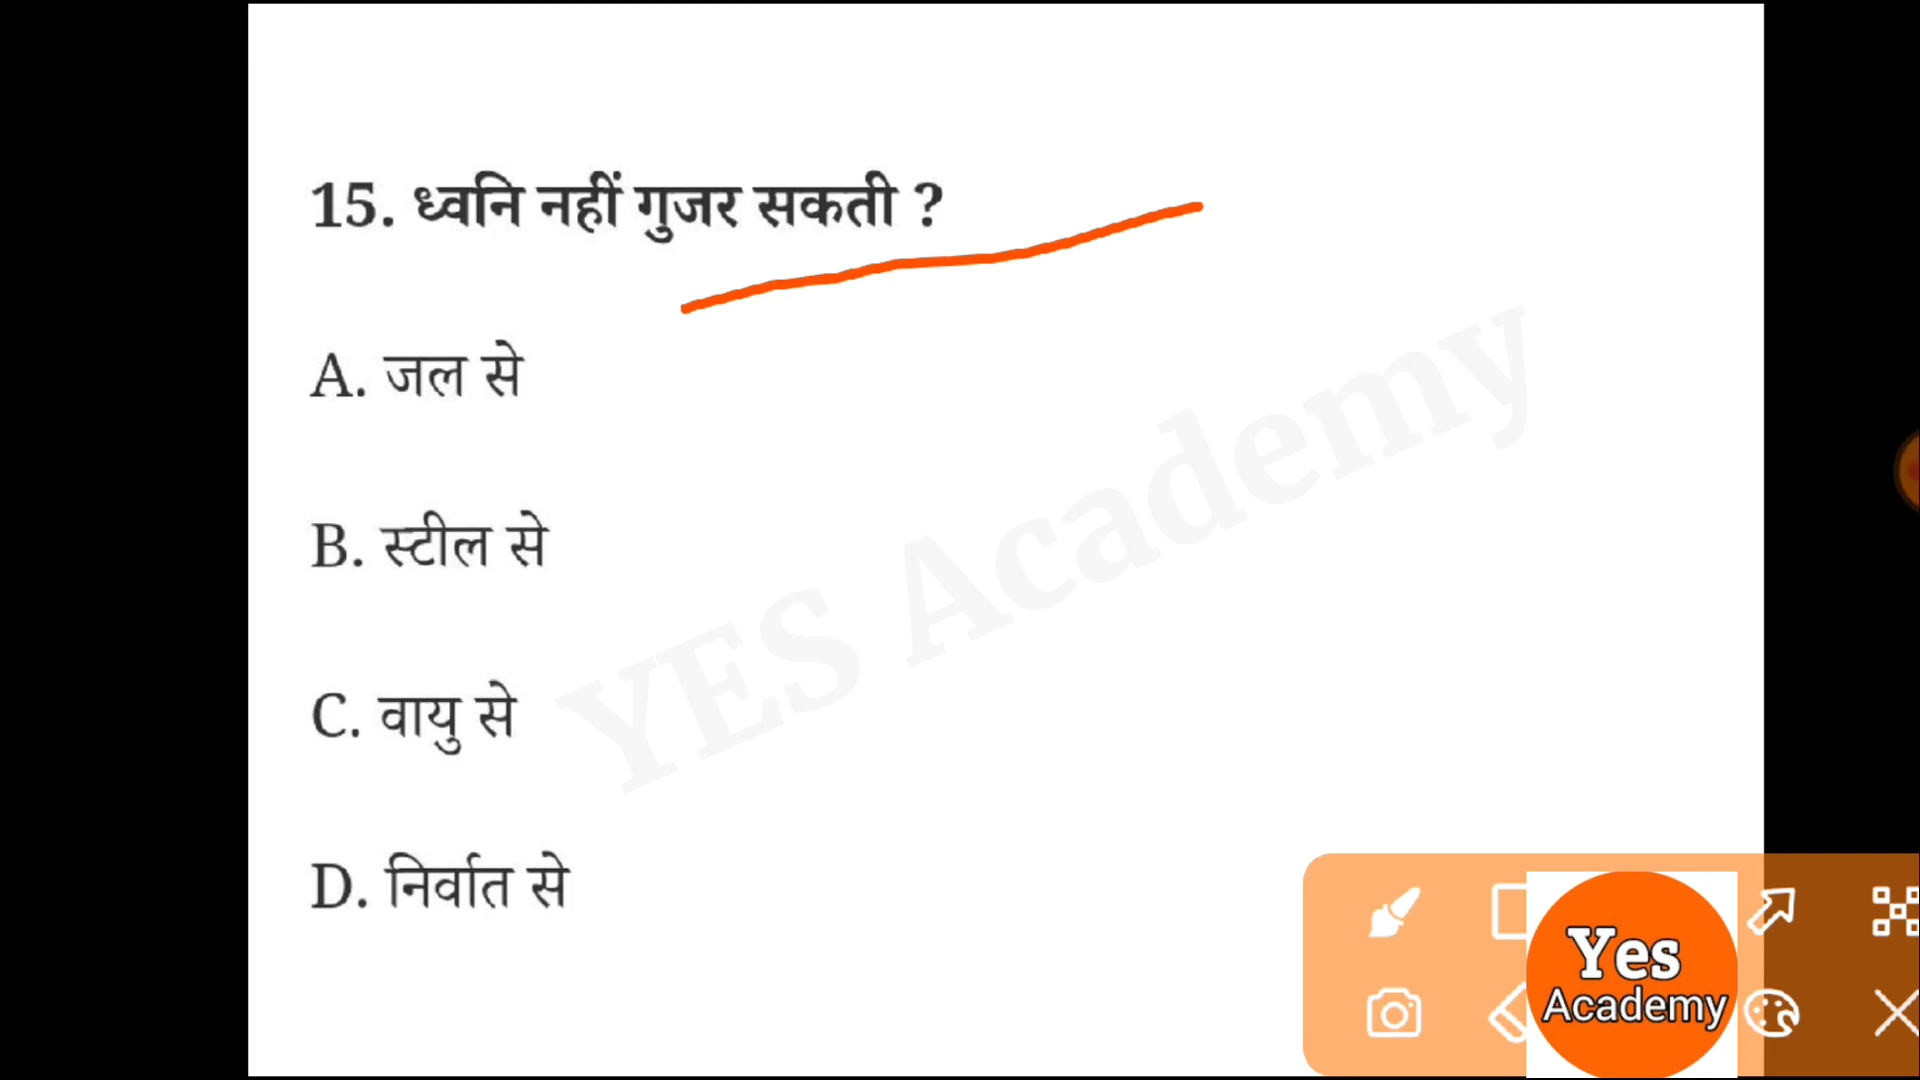 15. ध्वनि नहीं गुजर सकती ?
A. जल से
B. स्टील से
C. वायु से
D. निर्वात से
YES Academy
Yes
Academy